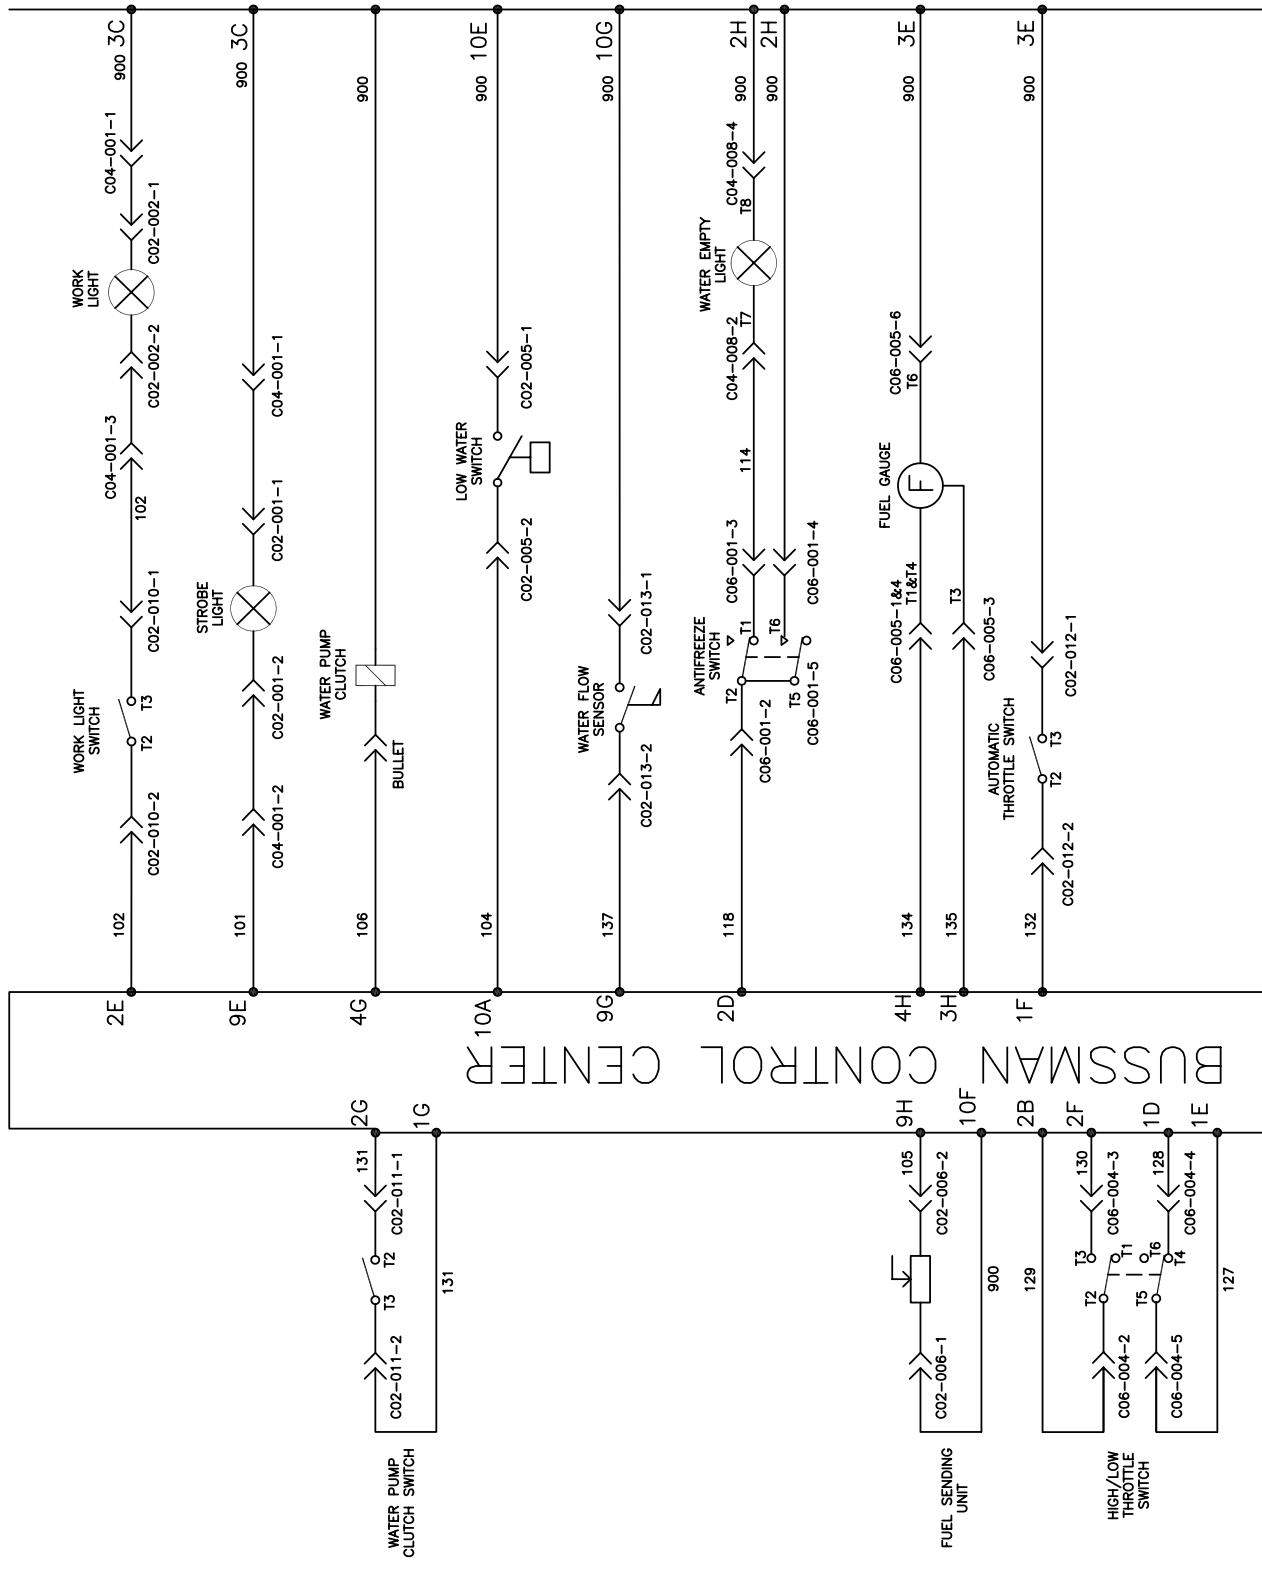 900 3C
C04-001-1
C02-002-1
WORK
LIGHT
C02-002-2
C04-001-3
102
C02-010-1
T3
WORK LIGHT
SWITCH
T2
C02-010-2
102
2E
900 3C
C04-001-1
C02-001-1
STROBE
LIGHT
C02-001-2
C04-001-2
101
9E
900
WATER PUMP
CLUTCH
BULLET
106
4G
900 10E
C02-005-1
LOW WATER
SWITCH
C02-005-2
104
10A
900 10G
C02-013-1
WATER FLOW
SENSOR
C02-013-2
137
9G
900 2H
900 2H
C04-008-4
T8
WATER EMPTY
LIGHT
T7
C04-008-2
114
C06-001-3
C06-001-4
T1
T6
ANTIFREEZE
SWITCH
T2
T5
C06-001-5
C06-001-2
118
2D
900 3E
C06-005-6
T6
FUEL GAUGE
F
C06-005-1&4
T1&T4
T3
C06-005-3
134
135
4H
3H
900 3E
C02-012-1
T3
AUTOMATIC
THROTTLE SWITCH
T2
C02-012-2
132
1F
BUSSMAN CONTROL CENTER
2G
1G
131
C02-011-1
T2
T3
131
C02-011-2
WATER PUMP
CLUTCH SWITCH
9H
10F
105
C02-006-2
900
C02-006-1
FUEL SENDING
UNIT
2B
2F
1D
1E
130
C06-004-3
128
C06-004-4
T3
T1
T6
T4
129
T2
T5
127
C06-004-2
C06-004-5
HIGH/LOW
THROTTLE
SWITCH